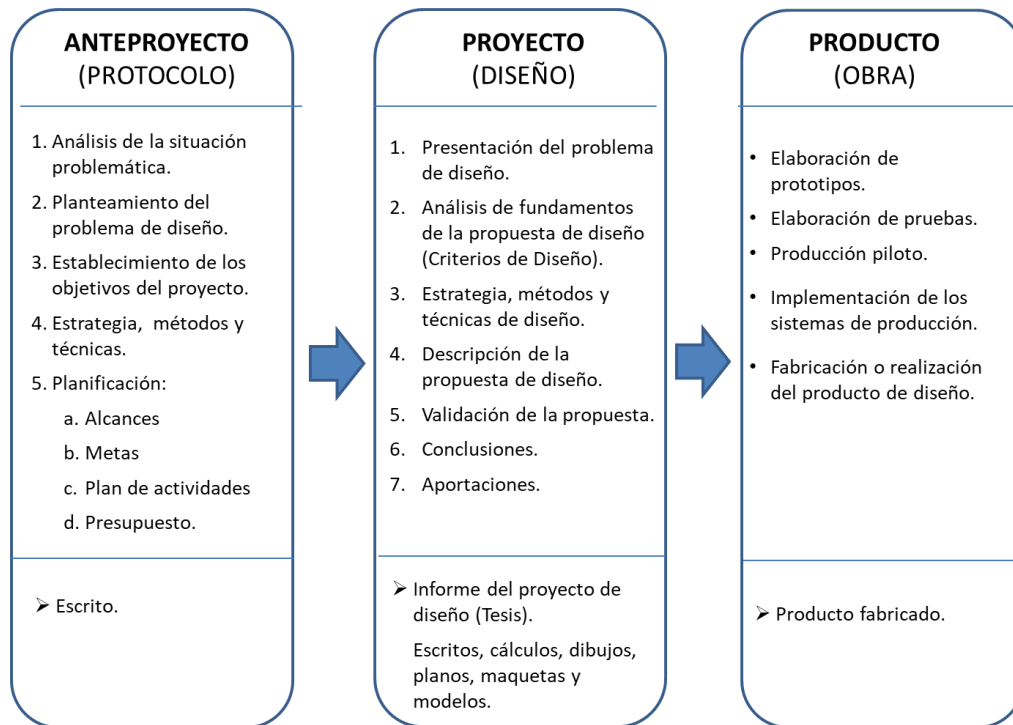 ANTEPROYECTO
(PROTOCOLO)
1. Análisis de la situación
problemática.
2. Planteamiento del
problema de diseño.
3. Establecimiento de los
objetivos del proyecto.
4. Estrategia, métodos y
técnicas.
5. Planificación:
a. Alcances
b. Metas
c. Plan de actividades
d. Presupuesto.
➢ Escrito.
PROYECTO
(DISEÑO)
1. Presentación del problema
de diseño.
2. Análisis de fundamentos
de la propuesta de diseño
(Criterios de Diseño).
3. Estrategia, métodos y
técnicas de diseño.
4. Descripción de la
propuesta de diseño.
5. Validación de la propuesta.
6. Conclusiones.
7. Aportaciones.
➢ Informe del proyecto de
diseño (Tesis).
Escritos, cálculos, dibujos,
planos, maquetas y
modelos.
PRODUCTO
(OBRA)
• Elaboración de
prototipos.
• Elaboración de pruebas.
• Producción piloto.
• Implementación de los
sistemas de producción.
• Fabricación o realización
del producto de diseño.
➢ Producto fabricado.